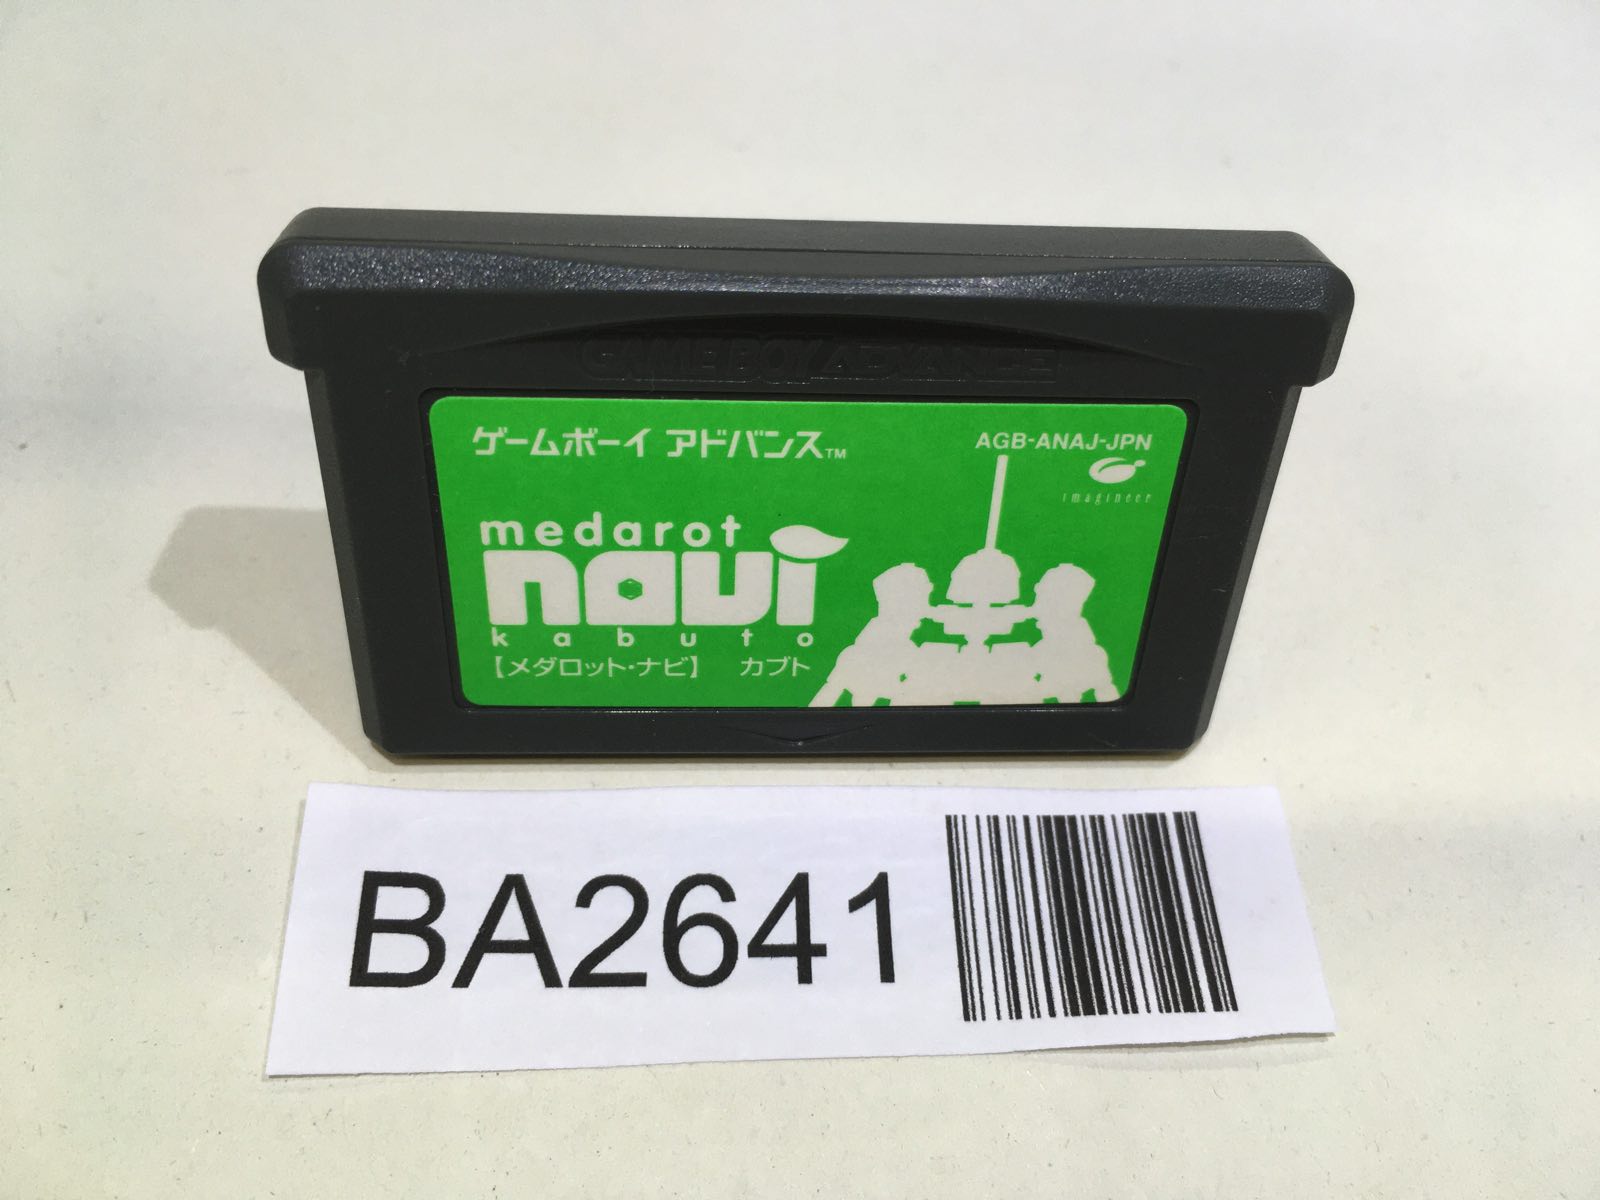 GAME BOY ADVANCE
ゲームボーイ アドバンス™
AGB-ANAJ-JPN
imagineer
medarot
navi
kabuto
【メダロット・ナビ】 カブト
BA2641